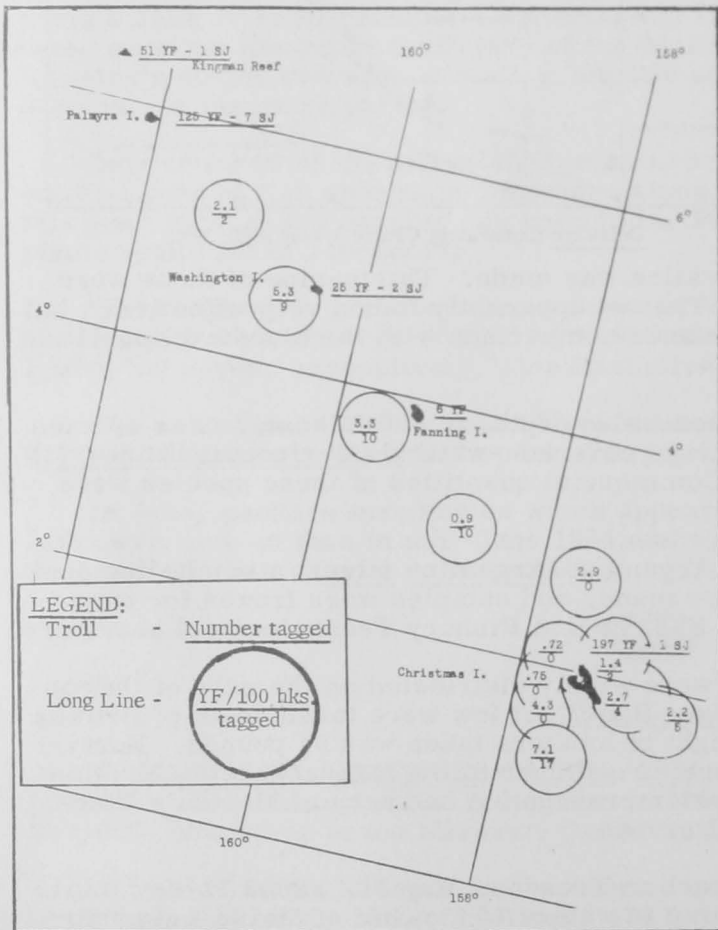 51 YF - 1 SJ
Kingman Reef
160°
158°
Palmyra I.
125 YF - 7 SJ
6°
2.1
2
Washington I.
5.3
9
25 YF - 2 SJ
4°
3.3
10
6 YF
Fanning I.
4°
0.9
10
2°
2.9
0
LEGEND:
Troll
Number tagged
Long Line -
YF/100 hks
tagged
Christmas I.
.72
0
197 YF - 1 SJ
.75
0
1.4
2.7
4
4.3
0
2.2
6
7.1
17
160°
158°